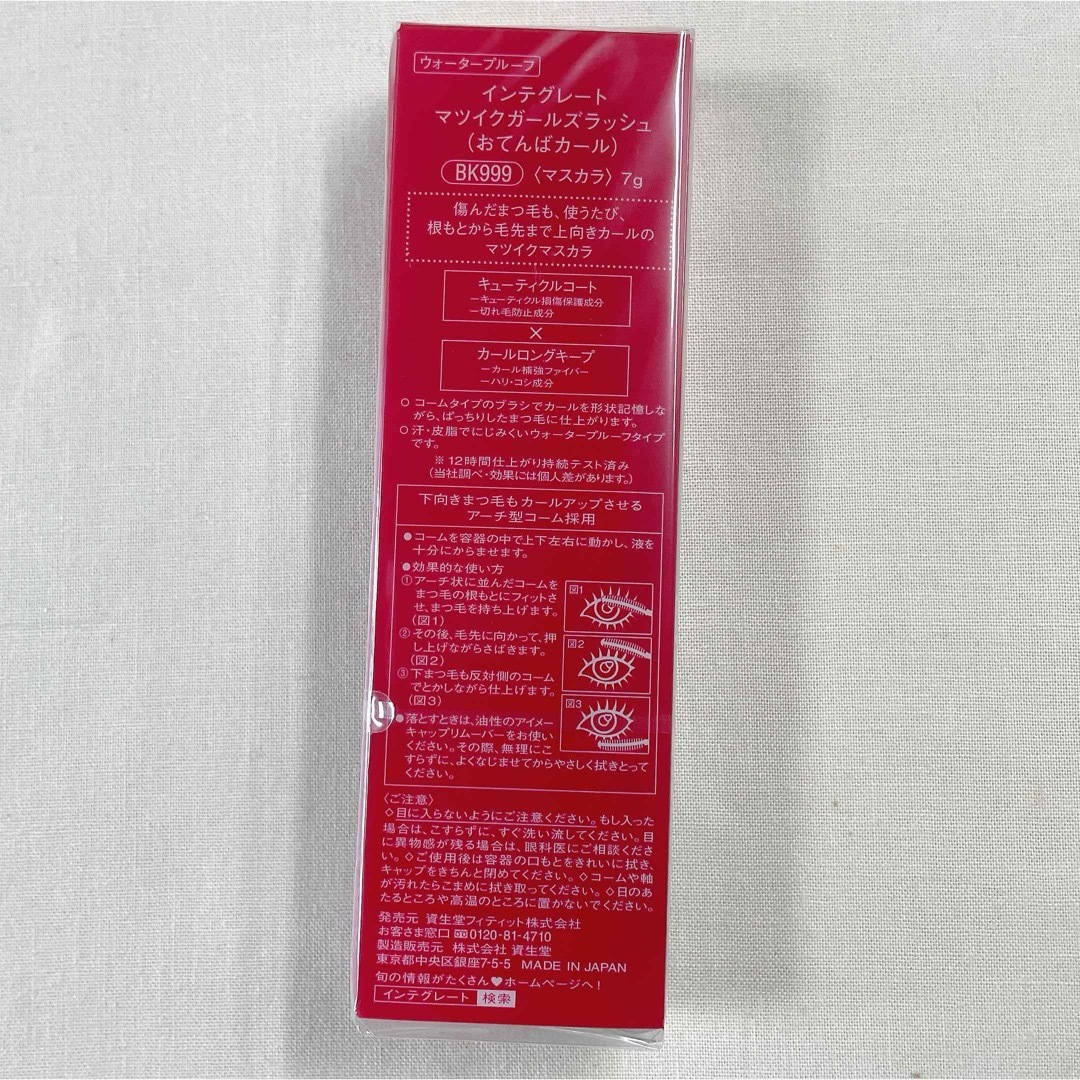 ウォータープルーフ
インテグレート
マツイクガールズラッシュ
(おてんばカール)
BK999 〈マスカラ〉 7g
傷んだまつ毛も、使うたび、
根もとから毛先まで上向きカールの
マツイクマスカラ
キューティクルコート
ーキューティクル損傷保護成分
ー切れ毛防止成分
×
カールロングキープ
ーカール補強ファイバー
ーハリ・コシ成分
○ コームタイプのブラシでカールを形状記憶しな
がら、ぱっちりしたまつ毛に仕上がります。
○ 汗・皮脂でにじみくいウォータープルーフタイプ
です。
※12時間仕上がり持続テスト済み
(当社調べ・効果には個人差があります。)
下向きまつ毛もカールアップさせる
アーチ型コーム採用
●コームを容器の中で上下左右に動かし、液を
十分にからませます。
●効果的な使い方
①アーチ状に並んだコームを
まつ毛の根もとにフィットさ
せ、まつ毛を持ち上げます。
(図1)
図1
②その後、毛先に向かって、押
し上げながらさばきます。
(図2)
図2
③下まつ毛も反対側のコーム
でとかしながら仕上げます。
(図3)
図3
●落とすときは、油性のアイメー
キャップリムーバーをお使い
ください。その際、無理にこ
すらずに、よくなじませてからやさしく拭きとって
ください。
〈ご注意〉
◇目に入らないようにご注意ください。もし入った
場合は、こすらずに、すぐ洗い流してください。目
に異物感が残る場合は、眼科医にご相談くださ
い。◇ご使用後は容器の口もとをきれいに拭き、
キャップをきちんと閉めてください。◇コームや軸
が汚れたらこまめに拭き取ってください。◇日のあ
たるところや高温のところに置かないでください。
発売元 資生堂フィティット株式会社
お客さま窓口 0120-81-4710
製造販売元 株式会社 資生堂
東京都中央区銀座7-5-5 MADE IN JAPAN
旬の情報がたくさん♥ホームページへ!
インテグレート 検索